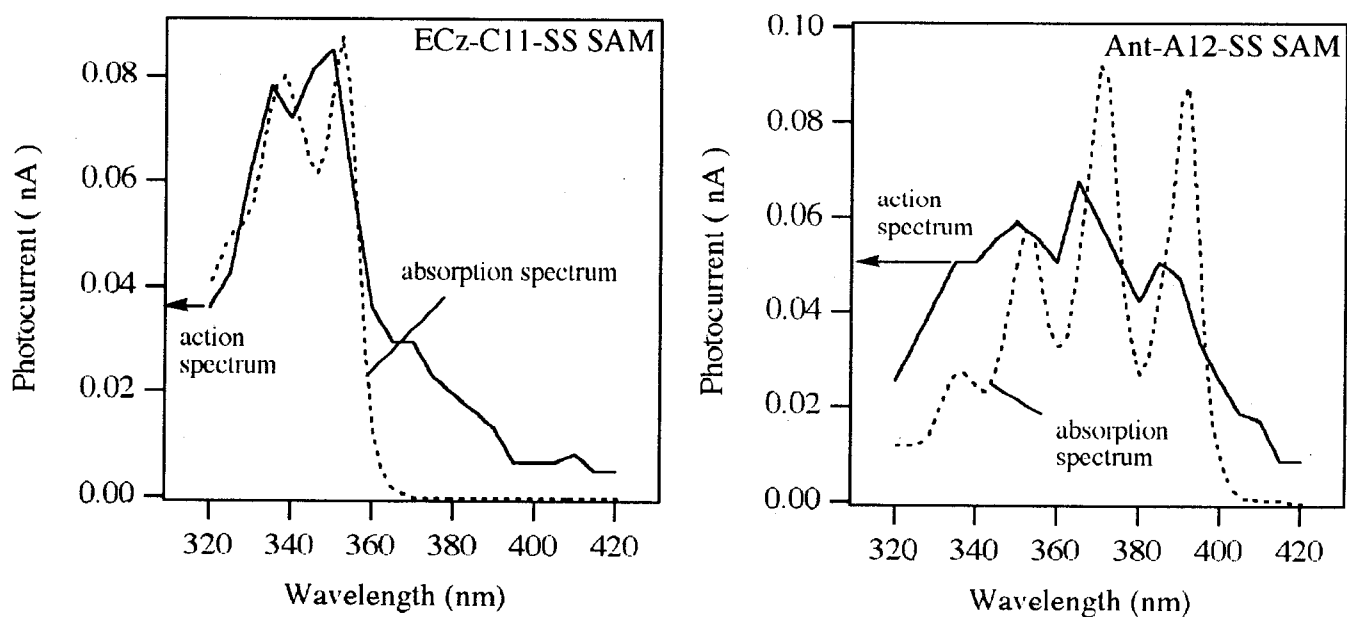 ECz-C11-SS SAM
0.08
0.06
0.04
0.02
0.00
Photocurrent ( nA)
absorption spectrum
action
spectrum
320 340 360 380 400 420
Wavelength (nm)
Ant-A12-SS SAM
0.10
0.08
0.06
0.04
0.02
0.00
Photocurrent ( nA )
action
spectrum
absorption
spectrum
320 340 360 380 400 420
Wavelength (nm)